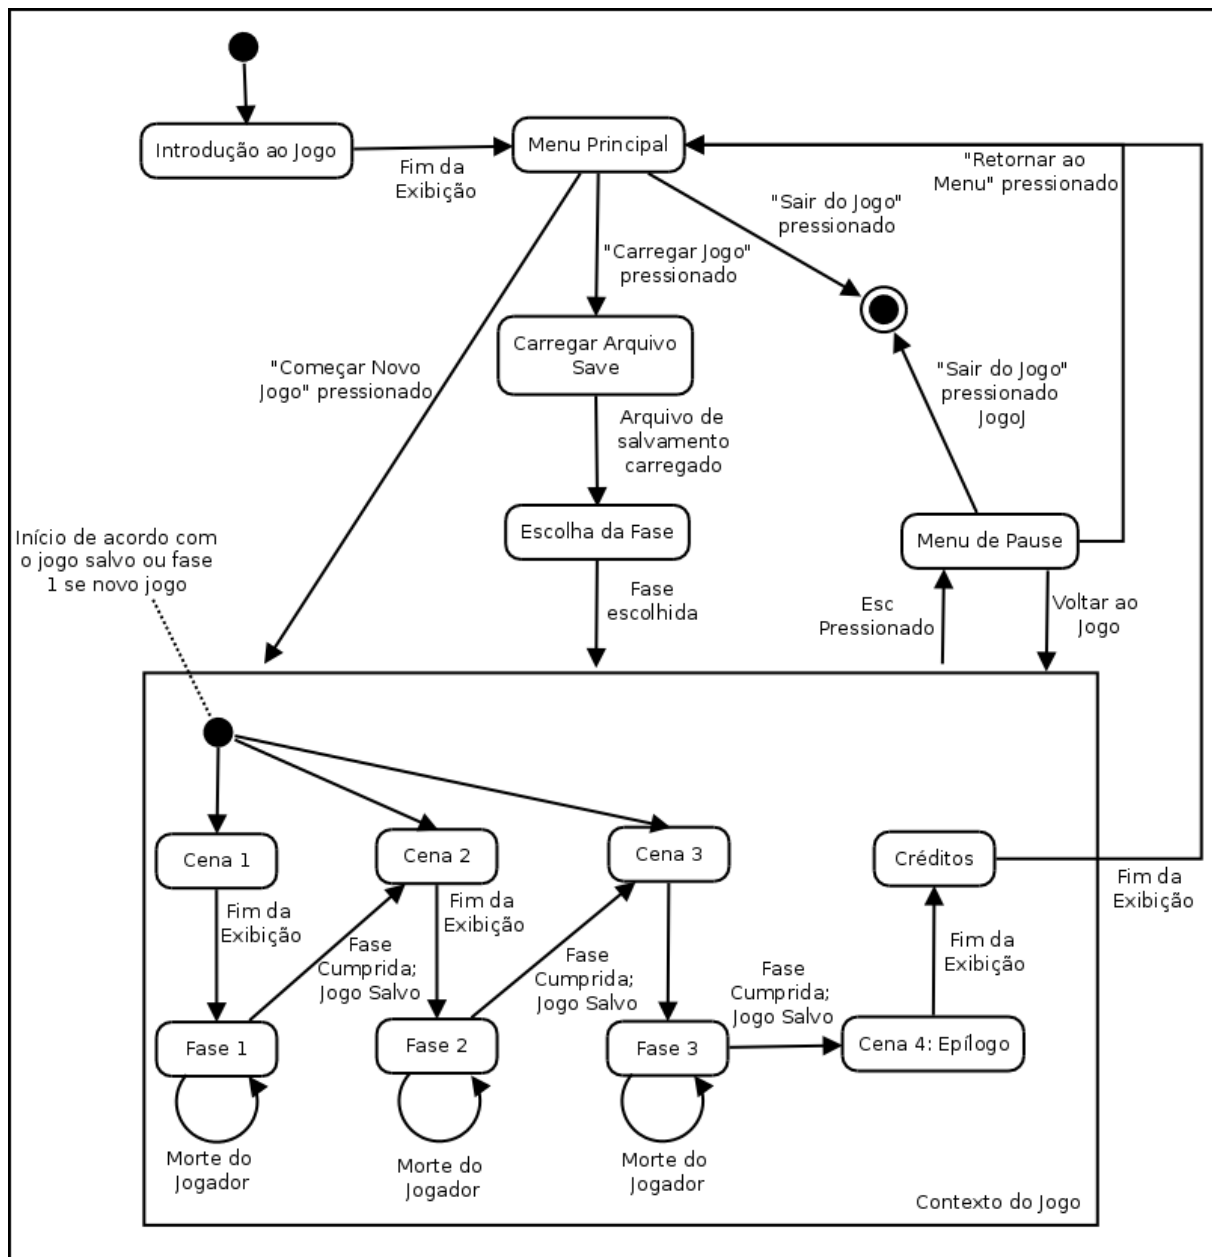 Introdução ao Jogo
Fim da
Exibição
Menu Principal
"Retornar ao
Menu" pressionado
"Sair do Jogo"
pressionado
"Carregar Jogo"
pressionado
Carregar Arquivo
Save
"Começar Novo
Jogo" pressionado
"Sair do Jogo"
pressionado
JogoJ
Arquivo de
salvamento
carregado
Escolha da Fase
Menu de Pause
Início de acordo com
o jogo salvo ou fase
1 se novo jogo
Fase
escolhida
Esc
Pressionado
Voltar ao
Jogo
Cena 1
Cena 2
Cena 3
Créditos
Fim da
Exibição
Fim da
Exibição
Fim da
Exibição
Fase
Cumprida;
Jogo Salvo
Fase
Cumprida;
Jogo Salvo
Fase
Cumprida;
Jogo Salvo
Fim da
Exibição
Fase 1
Fase 2
Fase 3
Cena 4: Epílogo
Morte do
Jogador
Morte do
Jogador
Morte do
Jogador
Contexto do Jogo